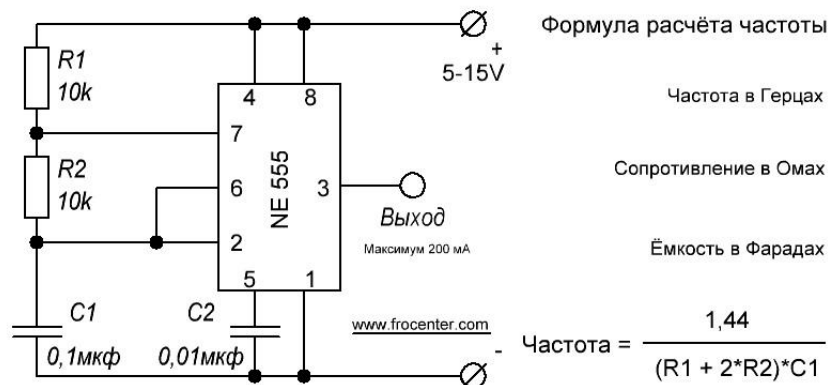 Формула расчёта частоты
+
5-15V
R1
10k
4 8
Частота в Герцах
7
R2
10k
6
NE 555
3
Сопротивление в Омах
Выход
2
Максимум 200 мА
Ёмкость в Фарадах
5 1
C1
0,1мкф
C2
0,01мкф
www.frocenter.com
-
Частота = 1,44
(R1 + 2*R2)*C1